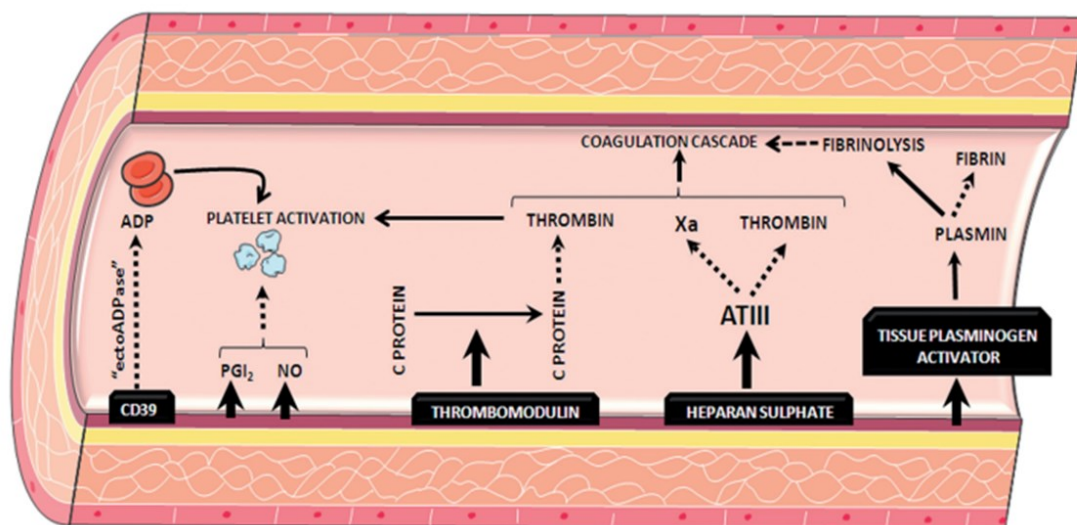 COAGULATION CASCADE
FIBRINOLYSIS
FIBRIN
ADP
PLATELET ACTIVATION
THROMBIN
Xa
THROMBIN
PLASMIN
"ectoADPase"
C PROTEIN
C PROTEIN
ATIII
TISSUE PLASMINOGEN
ACTIVATOR
PGI₂
NO
CD39
THROMBOMODULIN
HEPARAN SULPHATE